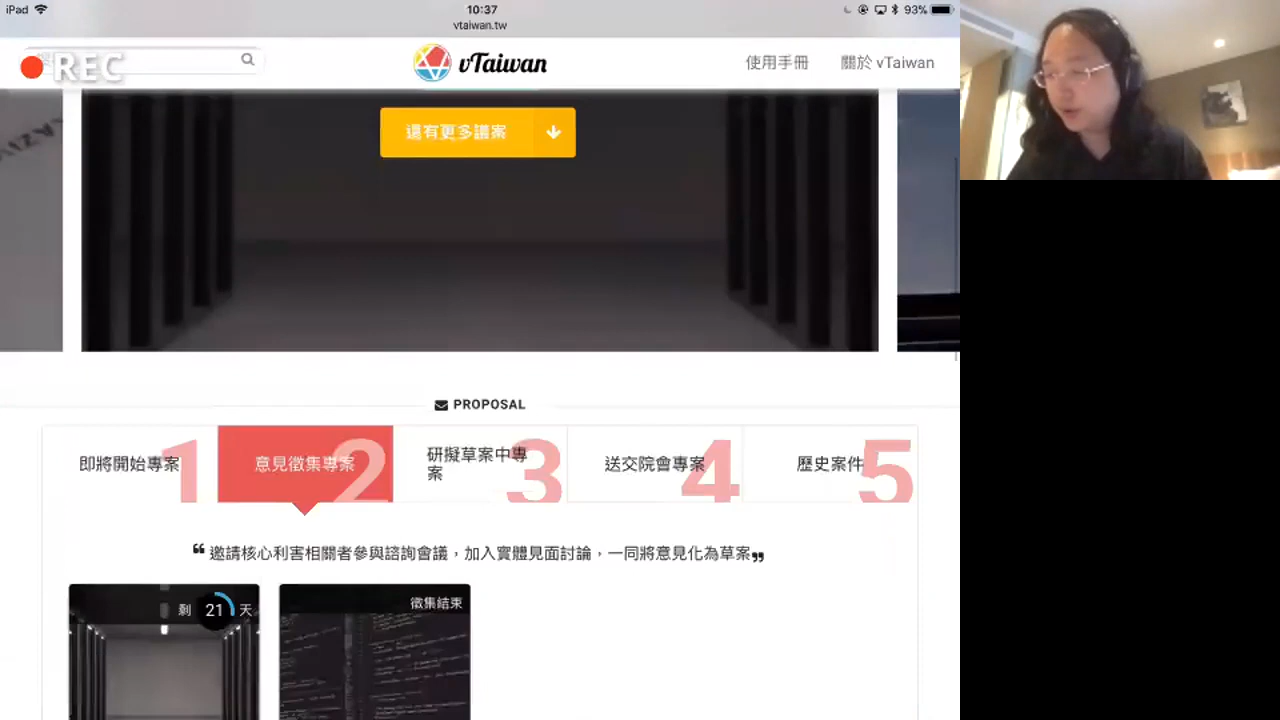 iPad
10:37
93%
vtaiwan.tw
REC
vTaiwan
使用手冊
關於 vTaiwan
還有更多議案
PROPOSAL
即將開始專案 1
意見徵集專案 2
研擬草案中專
案 3
送交院會專案 4
歷史案件 5
❝ 邀請核心利害相關者參與諮詢會議，加入實體見面討論，一同將意見化為草案 ❞
剩 21 天
徵集結束